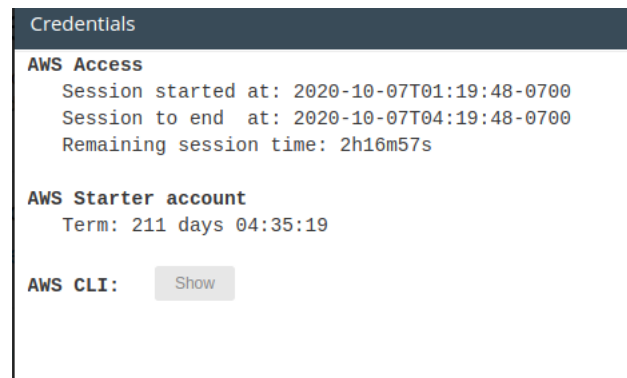 Credentials
AWS Access
Session started at: 2020-10-07T01:19:48-0700
Session to end  at: 2020-10-07T04:19:48-0700
Remaining session time: 2h16m57s
AWS Starter account
Term: 211 days 04:35:19
AWS CLI: Show